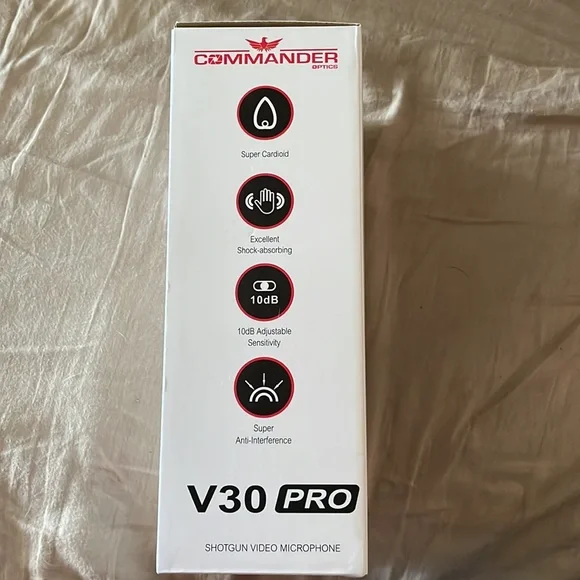 COMMANDER
OPTICS
Super Cardioid
Excellent
Shock-absorbing
10dB
10dB Adjustable
Sensitivity
Super
Anti-Interference
V30 PRO
SHOTGUN VIDEO MICROPHONE